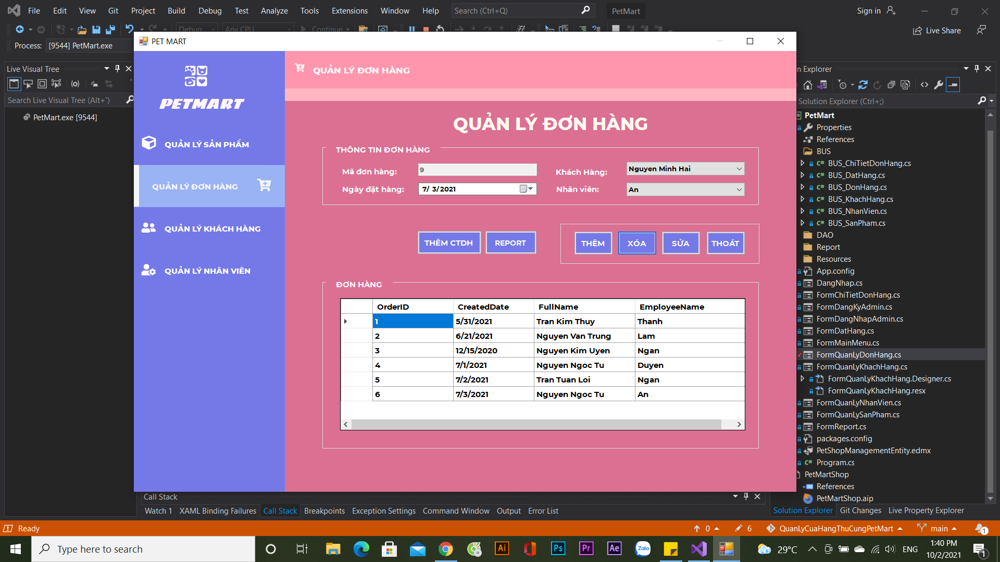 File Edit View Git Project Build Debug Test Analyze Tools Extensions Window Help Search (Ctrl+Q) PetMart Sign in
Debug Any CPU Continue Live Share
Process: [9544] PetMart.exe
PET MART
Live Visual Tree
Search Live Visual Tree (Alt+`)
PetMart.exe [9544]
PETMART
QUẢN LÝ SẢN PHẨM
QUẢN LÝ ĐƠN HÀNG
QUẢN LÝ KHÁCH HÀNG
QUẢN LÝ NHÂN VIÊN
QUẢN LÝ ĐƠN HÀNG
QUẢN LÝ ĐƠN HÀNG
THÔNG TIN ĐƠN HÀNG
Mã đơn hàng: 9 Khách Hàng: Nguyen Minh Hai
Ngày đặt hàng: 7/ 3/2021 Nhân viên: An
THÊM CTDH REPORT THÊM XÓA SỬA THOÁT
ĐƠN HÀNG
OrderID CreatedDate FullName EmployeeName
1 5/31/2021 Tran Kim Thuy Thanh
2 6/21/2021 Nguyen Van Trung Lam
3 12/15/2020 Nguyen Kim Uyen Ngan
4 7/1/2021 Nguyen Ngoc Tu Duyen
5 7/2/2021 Tran Tuan Loi Ngan
6 7/3/2021 Nguyen Ngoc Tu An
n Explorer
Solution Explorer (Ctrl+;)
PetMart
Properties
References
BUS
C# BUS_ChiTietDonHang.cs
C# BUS_DatHang.cs
C# BUS_DonHang.cs
C# BUS_KhachHang.cs
C# BUS_NhanVien.cs
C# BUS_SanPham.cs
DAO
Report
Resources
App.config
DangNhap.cs
FormChiTietDonHang.cs
FormDangKyAdmin.cs
FormDangNhapAdmin.cs
FormDatHang.cs
FormMainMenu.cs
FormQuanLyDonHang.cs
FormQuanLyKhachHang.cs
FormQuanLyKhachHang.Designer.cs
FormQuanLyKhachHang.resx
FormQuanLyNhanVien.cs
FormQuanLySanPham.cs
FormReport.cs
packages.config
PetShopManagementEntity.edmx
C# Program.cs
PetMartShop
References
PetMartShop.aip
Call Stack
Watch 1 XAML Binding Failures Call Stack Breakpoints Exception Settings Command Window Output Error List
Solution Explorer Git Changes Live Property Explorer
Ready 0 6 QuanLyCuaHangThuCungPetMart main 1
Type here to search Ai Ps Pr Ae Zalo 29°C ENG 1:40 PM
10/2/2021 1